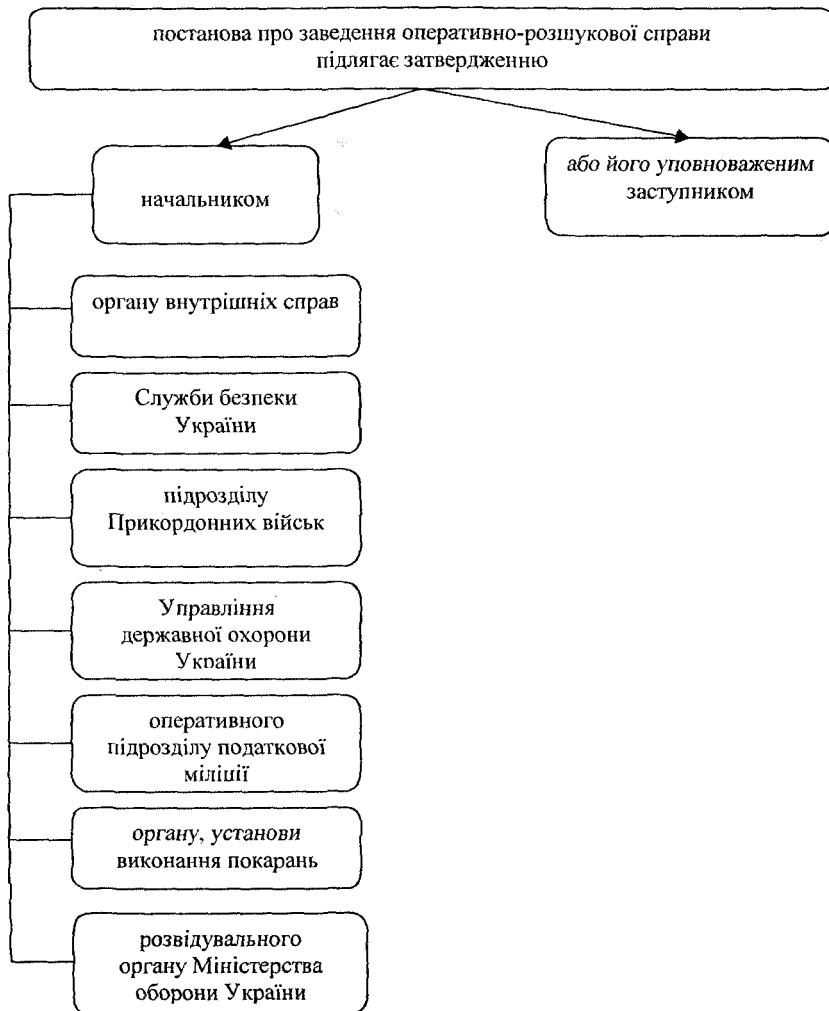 постанова про заведення оперативно-розшукової справи
підлягає затвердженню
начальником
або його уповноваженим
заступником
органу внутрішніх справ
Служби безпеки
України
підрозділу
Прикордонних військ
Управління
державної охорони
України
оперативного
підрозділу податкової
міліції
органу, установи
виконання покарань
розвідувального
органу Міністерства
оборони України